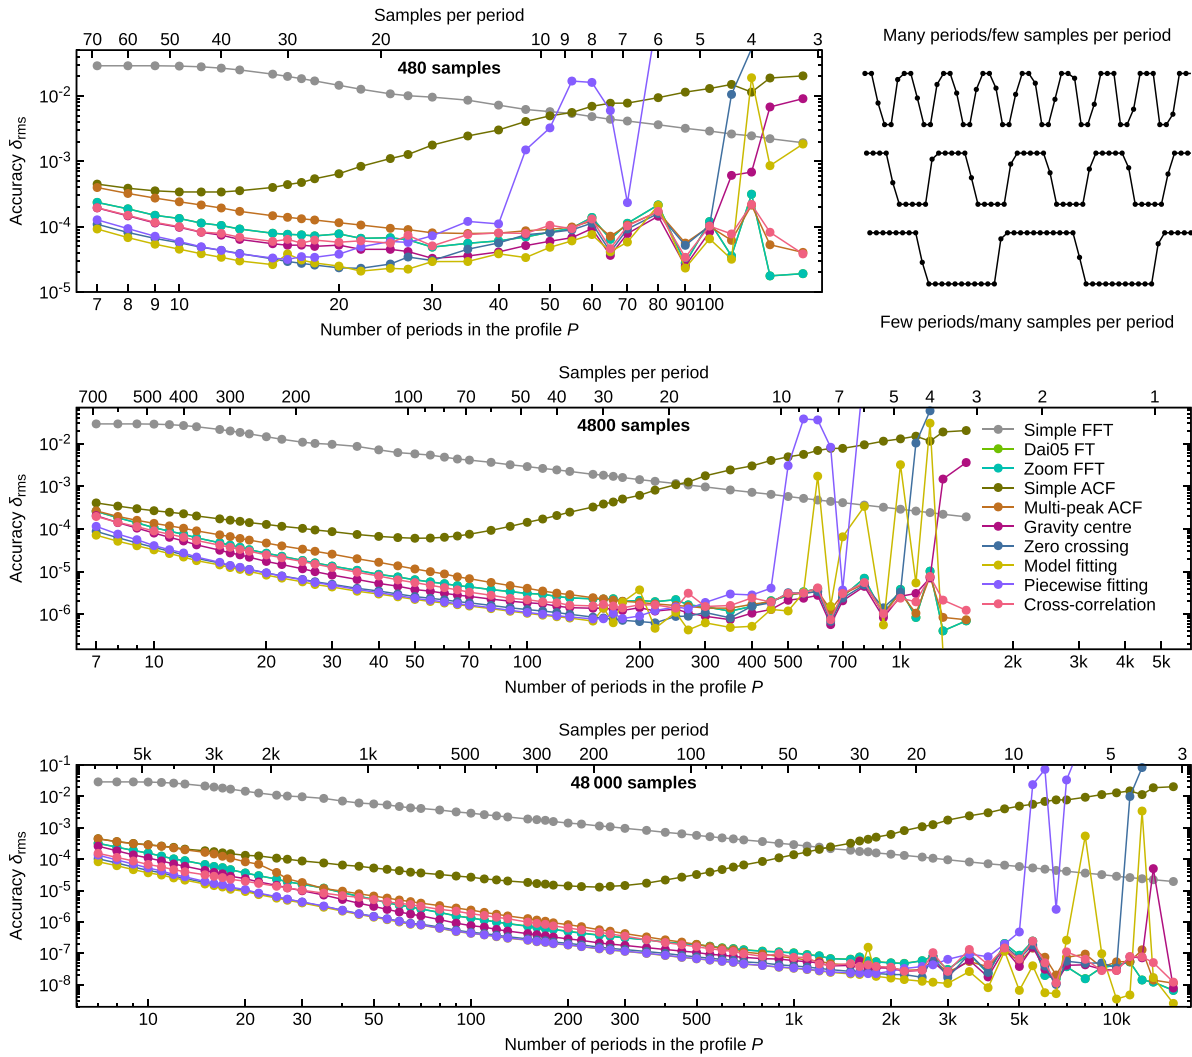 Samples per period
70 60 50 40 30 20 10 9 8 7 6 5 4 3
480 samples
10-2
10-3
10-4
10-5
Accuracy δrms
7 8 9 10 20 30 40 50 60 70 80 90 100
Number of periods in the profile P
Many periods/few samples per period
Few periods/many samples per period
Samples per period
700 500 400 300 200 100 70 50 40 30 20 10 7 5 4 3 2 1
4800 samples
10-2
10-3
10-4
10-5
10-6
Accuracy δrms
Simple FFT
Dai05 FT
Zoom FFT
Simple ACF
Multi-peak ACF
Gravity centre
Zero crossing
Model fitting
Piecewise fitting
Cross-correlation
7 10 20 30 40 50 70 100 200 300 400 500 700 1k 2k 3k 4k 5k
Number of periods in the profile P
Samples per period
5k 3k 2k 1k 500 300 200 100 50 30 20 10 5 3
48 000 samples
10-1
10-2
10-3
10-4
10-5
10-6
10-7
10-8
Accuracy δrms
10 20 30 50 100 200 300 500 1k 2k 3k 5k 10k
Number of periods in the profile P